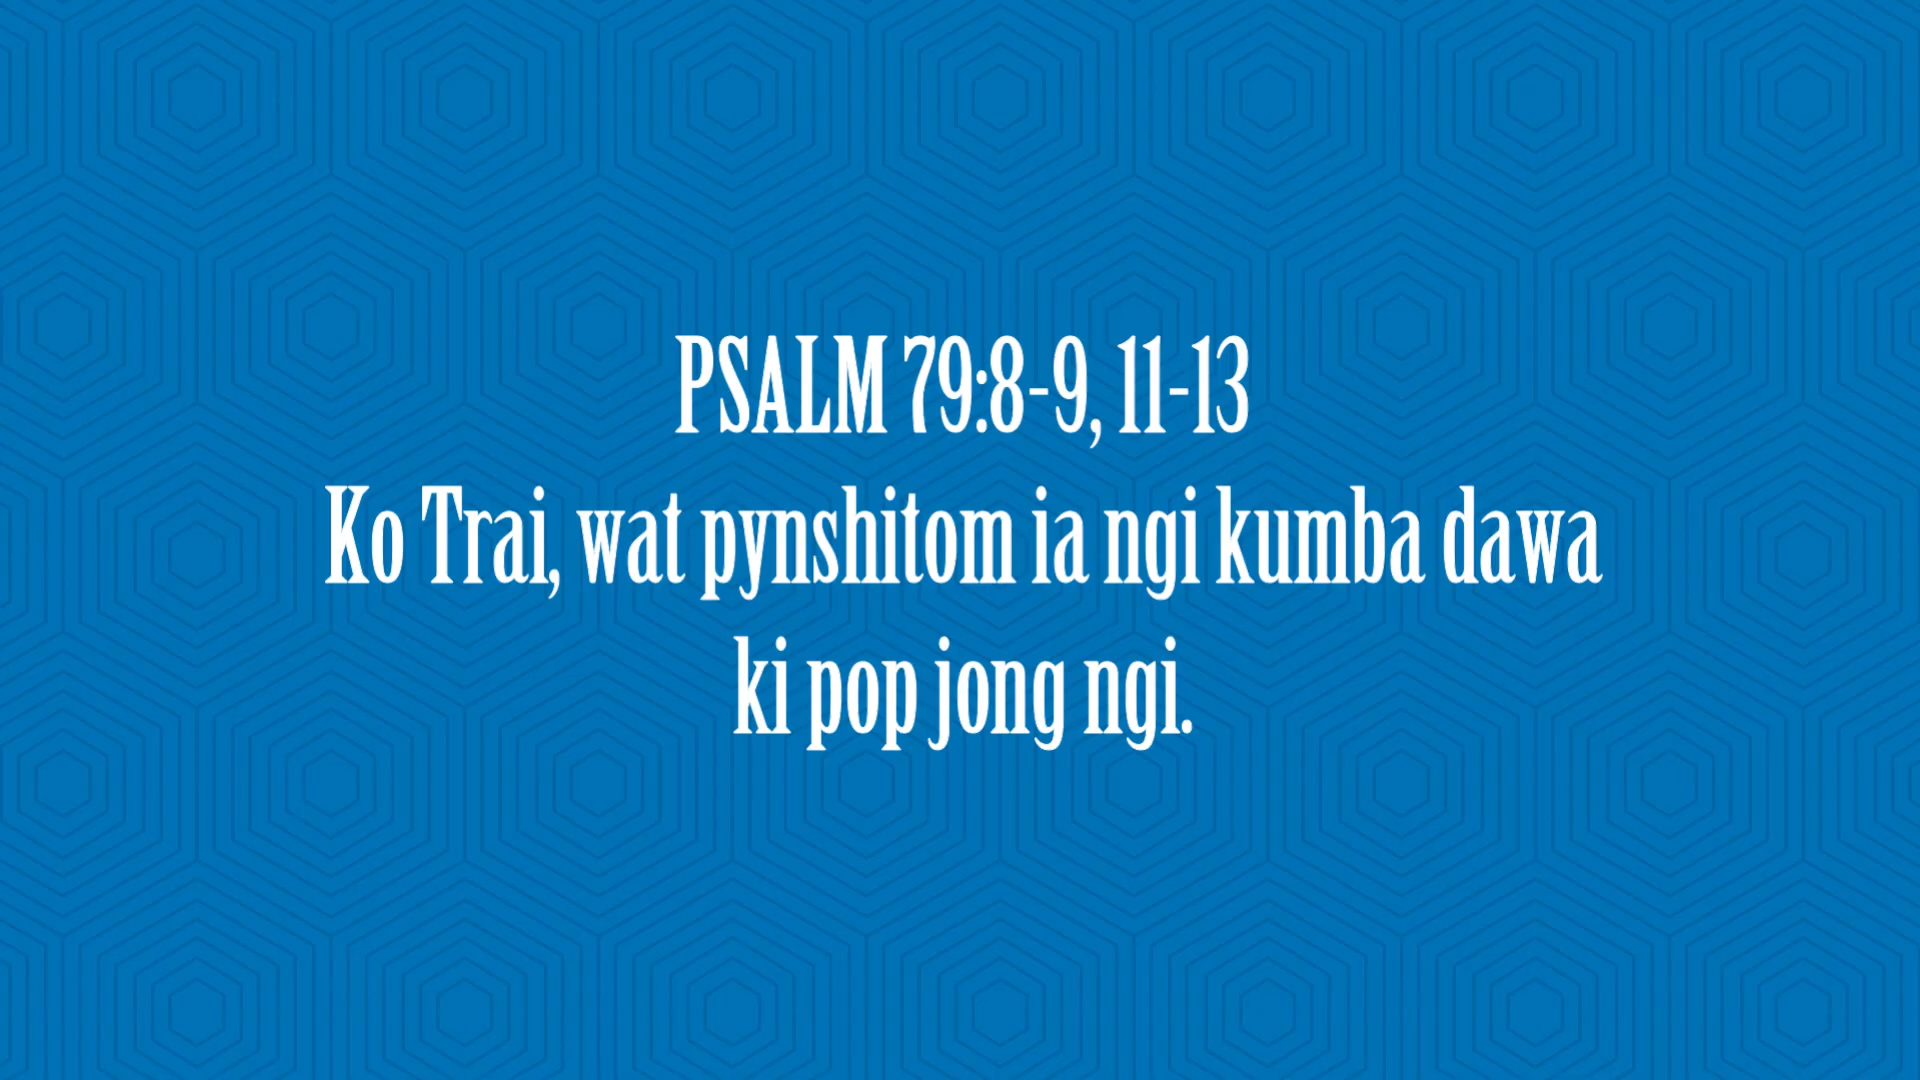 PSALM 79:8-9, 11-13
Ko Trai, wat pynshitom ia ngi kumba dawa
ki pop jong ngi.